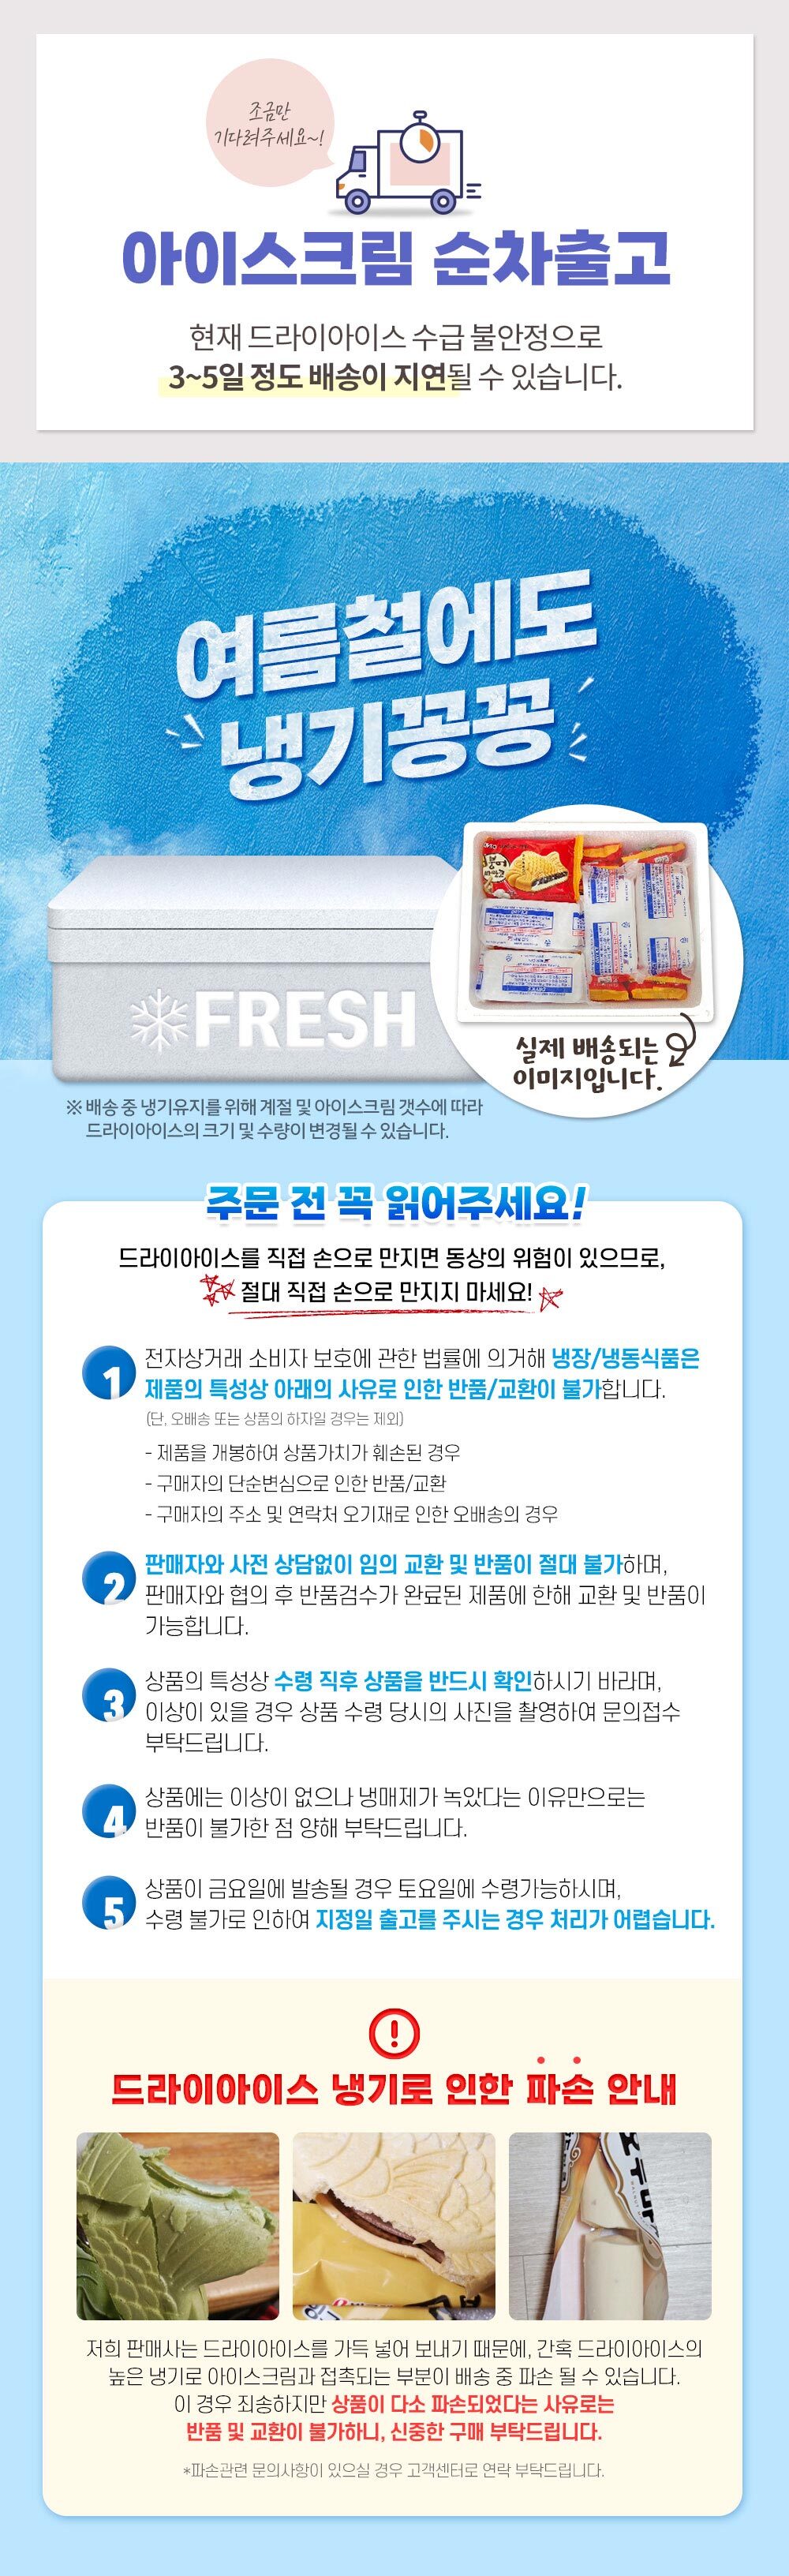 조금만
기다려주세요~!
아이스크림 순차출고
현재 드라이아이스 수급 불안정으로
3~5일 정도 배송이 지연될 수 있습니다.
여름철에도
냉기꽁꽁
FRESH
실제 배송되는
이미지입니다.
※ 배송 중 냉기유지를 위해 계절 및 아이스크림 갯수에 따라
드라이아이스의 크기 및 수량이 변경될 수 있습니다.
주문 전 꼭 읽어주세요!
드라이아이스를 직접 손으로 만지면 동상의 위험이 있으므로,
절대 직접 손으로 만지지 마세요!
1
전자상거래 소비자 보호에 관한 법률에 의거해 냉장/냉동식품은
제품의 특성상 아래의 사유로 인한 반품/교환이 불가합니다.
(단, 오배송 또는 상품의 하자일 경우는 제외)
- 제품을 개봉하여 상품가치가 훼손된 경우
- 구매자의 단순변심으로 인한 반품/교환
- 구매자의 주소 및 연락처 오기재로 인한 오배송의 경우
2
판매자와 사전 상담없이 임의 교환 및 반품이 절대 불가하며,
판매자와 협의 후 반품검수가 완료된 제품에 한해 교환 및 반품이
가능합니다.
3
상품의 특성상 수령 직후 상품을 반드시 확인하시기 바라며,
이상이 있을 경우 상품 수령 당시의 사진을 촬영하여 문의접수
부탁드립니다.
4
상품에는 이상이 없으나 냉매제가 녹았다는 이유만으로는
반품이 불가한 점 양해 부탁드립니다.
5
상품이 금요일에 발송될 경우 토요일에 수령가능하시며,
수령 불가로 인하여 지정일 출고를 주시는 경우 처리가 어렵습니다.
드라이아이스 냉기로 인한 파손 안내
저희 판매사는 드라이아이스를 가득 넣어 보내기 때문에, 간혹 드라이아이스의
높은 냉기로 아이스크림과 접촉되는 부분이 배송 중 파손 될 수 있습니다.
이 경우 죄송하지만 상품이 다소 파손되었다는 사유로는
반품 및 교환이 불가하니, 신중한 구매 부탁드립니다.
*파손관련 문의사항이 있으실 경우 고객센터로 연락 부탁드립니다.